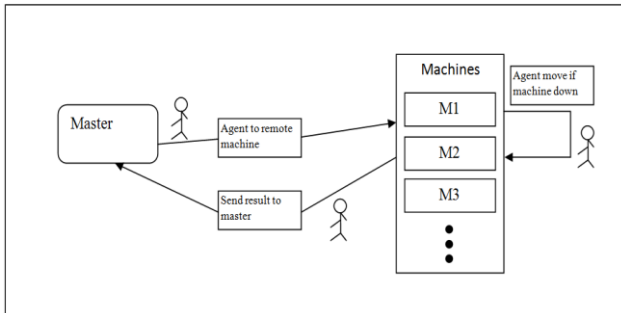 Master
Agent to remote
machine
Send result to
master
Machines
M1
M2
M3
Agent move if
machine down